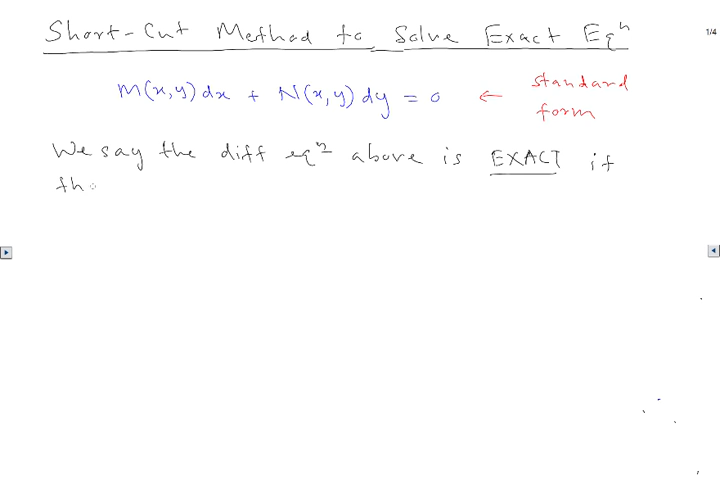 Short-Cut Method to Solve Exact Eqⁿ
1/4
M(x,y) dx + N(x,y) dy = 0 ← standard form
We say the diff eqⁿ above is EXACT if
th